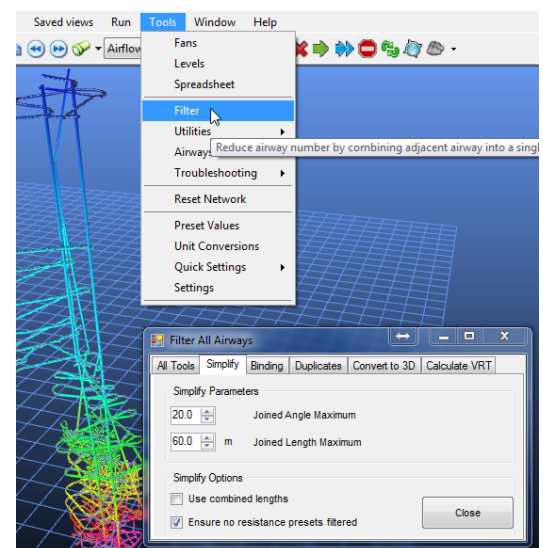 Saved views Run Tools Window Help
Airflow
Fans
Levels
Spreadsheet
Filter
Utilities
Reduce airway number by combining adjacent airway into a singl
Airways
Troubleshooting
Reset Network
Preset Values
Unit Conversions
Quick Settings
Settings
Filter All Airways
All Tools Simplify Binding Duplicates Convert to 3D Calculate VRT
Simplify Parameters
20.0 Joined Angle Maximum
60.0 m Joined Length Maximum
Simplify Options
Use combined lengths
Ensure no resistance presets filtered
Close